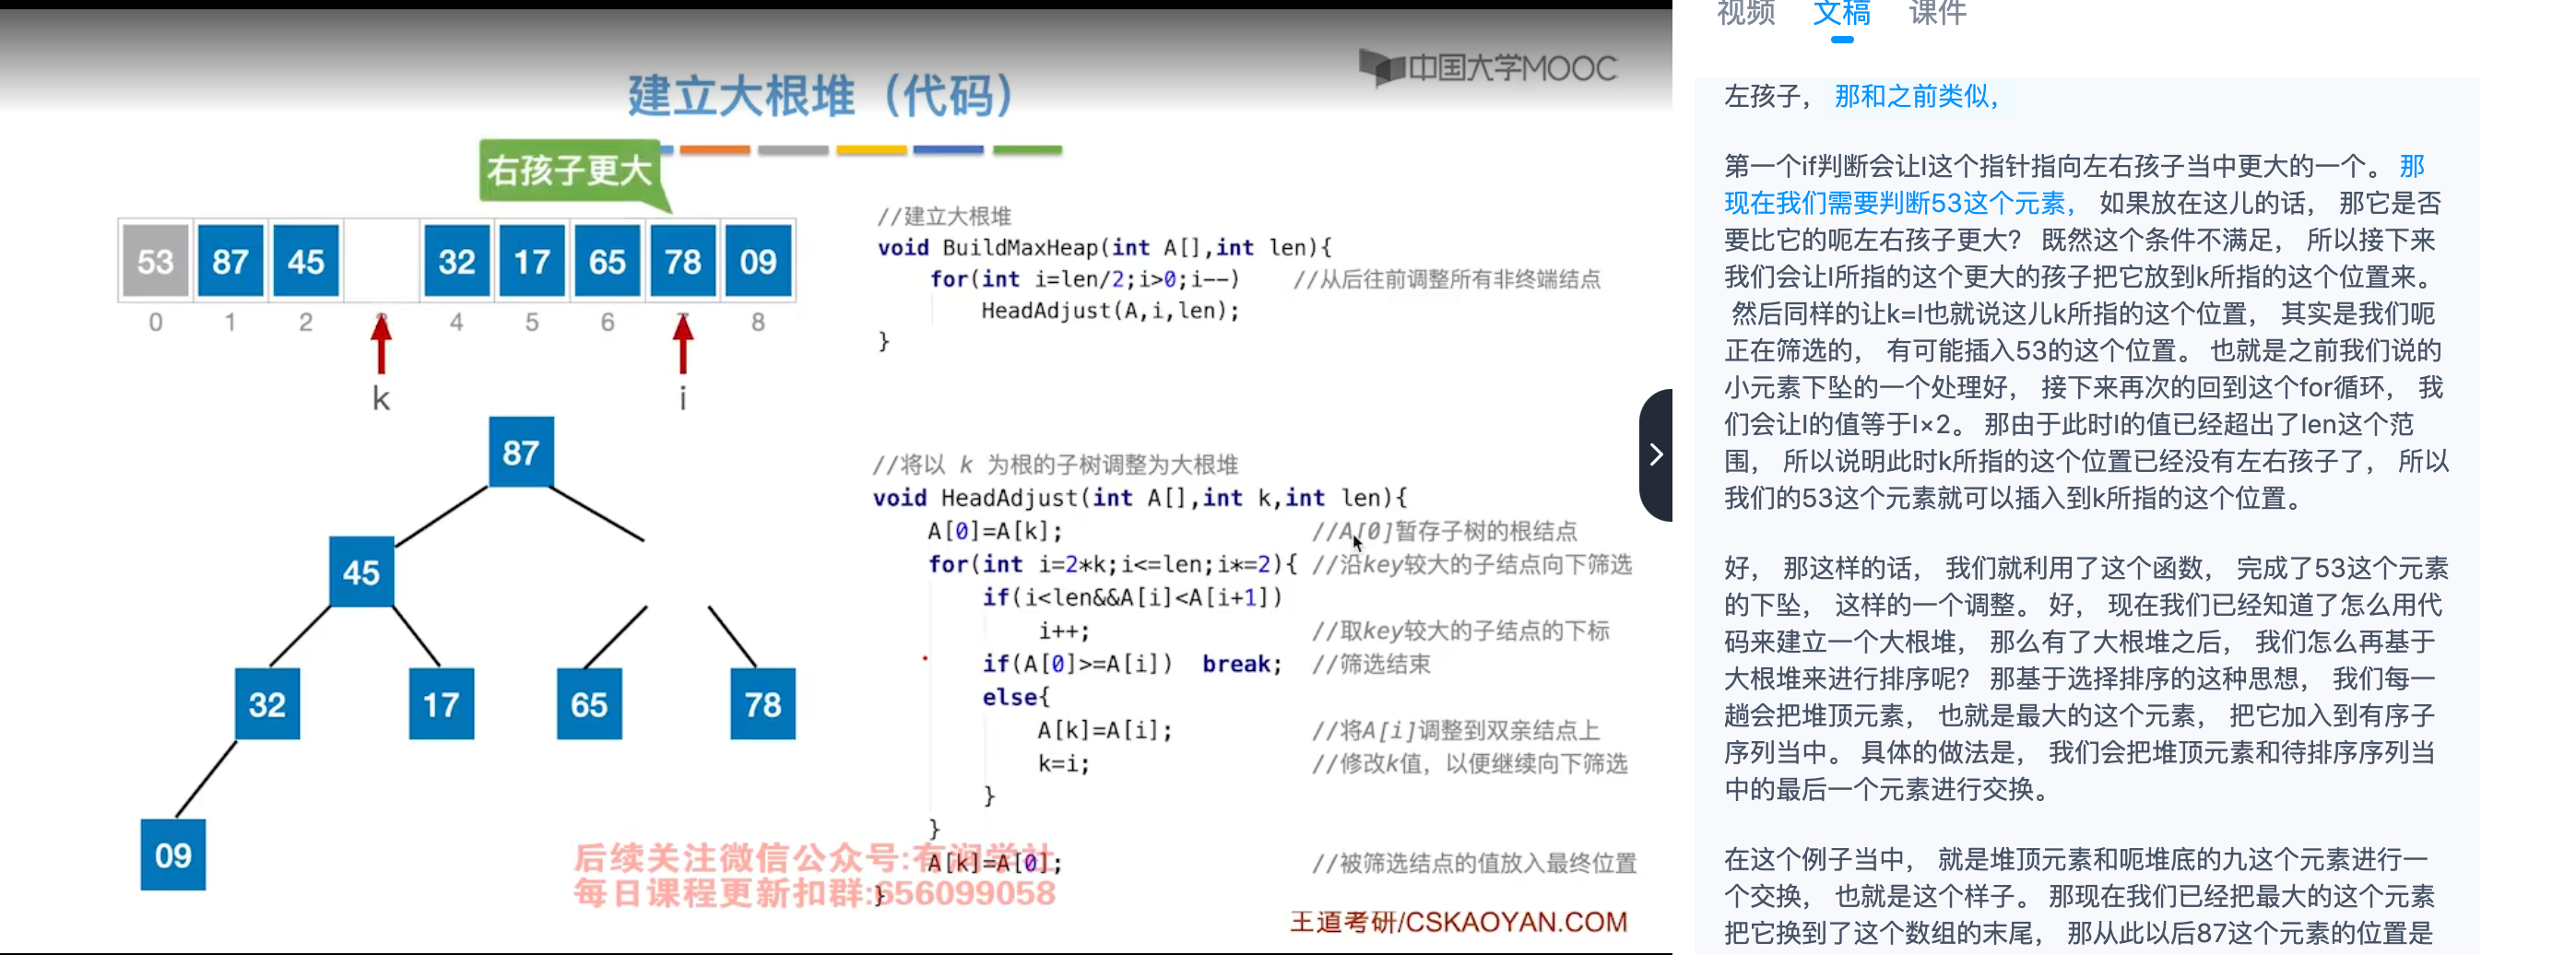 中国大学MOOC
建立大根堆（代码）
右孩子更大
53 87 45 32 17 65 78 09
0 1 2 4 5 6 8
k i
87
45
32 17 65 78
09
//建立大根堆
void BuildMaxHeap(int A[],int len){
for(int i=len/2;i>0;i--) //从后往前调整所有非终端结点
HeadAdjust(A,i,len);
}
//将以 k 为根的子树调整为大根堆
void HeadAdjust(int A[],int k,int len){
A[0]=A[k]; //A[0]暂存子树的根结点
for(int i=2*k;i<=len;i*=2){ //沿key较大的子结点向下筛选
if(i<len&&A[i]<A[i+1])
i++; //取key较大的子结点的下标
if(A[0]>=A[i]) break; //筛选结束
else{
A[k]=A[i]; //将A[i]调整到双亲结点上
k=i; //修改k值，以便继续向下筛选
}
}
A[k]=A[0]; //被筛选结点的值放入最终位置
}
后续关注微信公众号:有润学社
每日课程更新扣群:656099058
王道考研/CSKAOYAN.COM
视频 文稿 课件
左孩子， 那和之前类似，
第一个if判断会让I这个指针指向左右孩子当中更大的一个。 那
现在我们需要判断53这个元素， 如果放在这儿的话， 那它是否
要比它的呃左右孩子更大？ 既然这个条件不满足， 所以接下来
我们会让I所指的这个更大的孩子把它放到k所指的这个位置来。
然后同样的让k=I也就说这儿k所指的这个位置， 其实是我们呃
正在筛选的， 有可能插入53的这个位置。 也就是之前我们说的
小元素下坠的一个处理好， 接下来再次的回到这个for循环， 我
们会让I的值等于I×2。 那由于此时I的值已经超出了len这个范
围， 所以说明此时k所指的这个位置已经没有左右孩子了， 所以
我们的53这个元素就可以插入到k所指的这个位置。
好， 那这样的话， 我们就利用了这个函数， 完成了53这个元素
的下坠， 这样的一个调整。 好， 现在我们已经知道了怎么用代
码来建立一个大根堆， 那么有了大根堆之后， 我们怎么再基于
大根堆来进行排序呢？ 那基于选择排序的这种思想， 我们每一
趟会把堆顶元素， 也就是最大的这个元素， 把它加入到有序子
序列当中。 具体的做法是， 我们会把堆顶元素和待排序序列当
中的最后一个元素进行交换。
在这个例子当中， 就是堆顶元素和呃堆底的九这个元素进行一
个交换， 也就是这个样子。 那现在我们已经把最大的这个元素
把它换到了这个数组的末尾， 那从此以后87这个元素的位置是